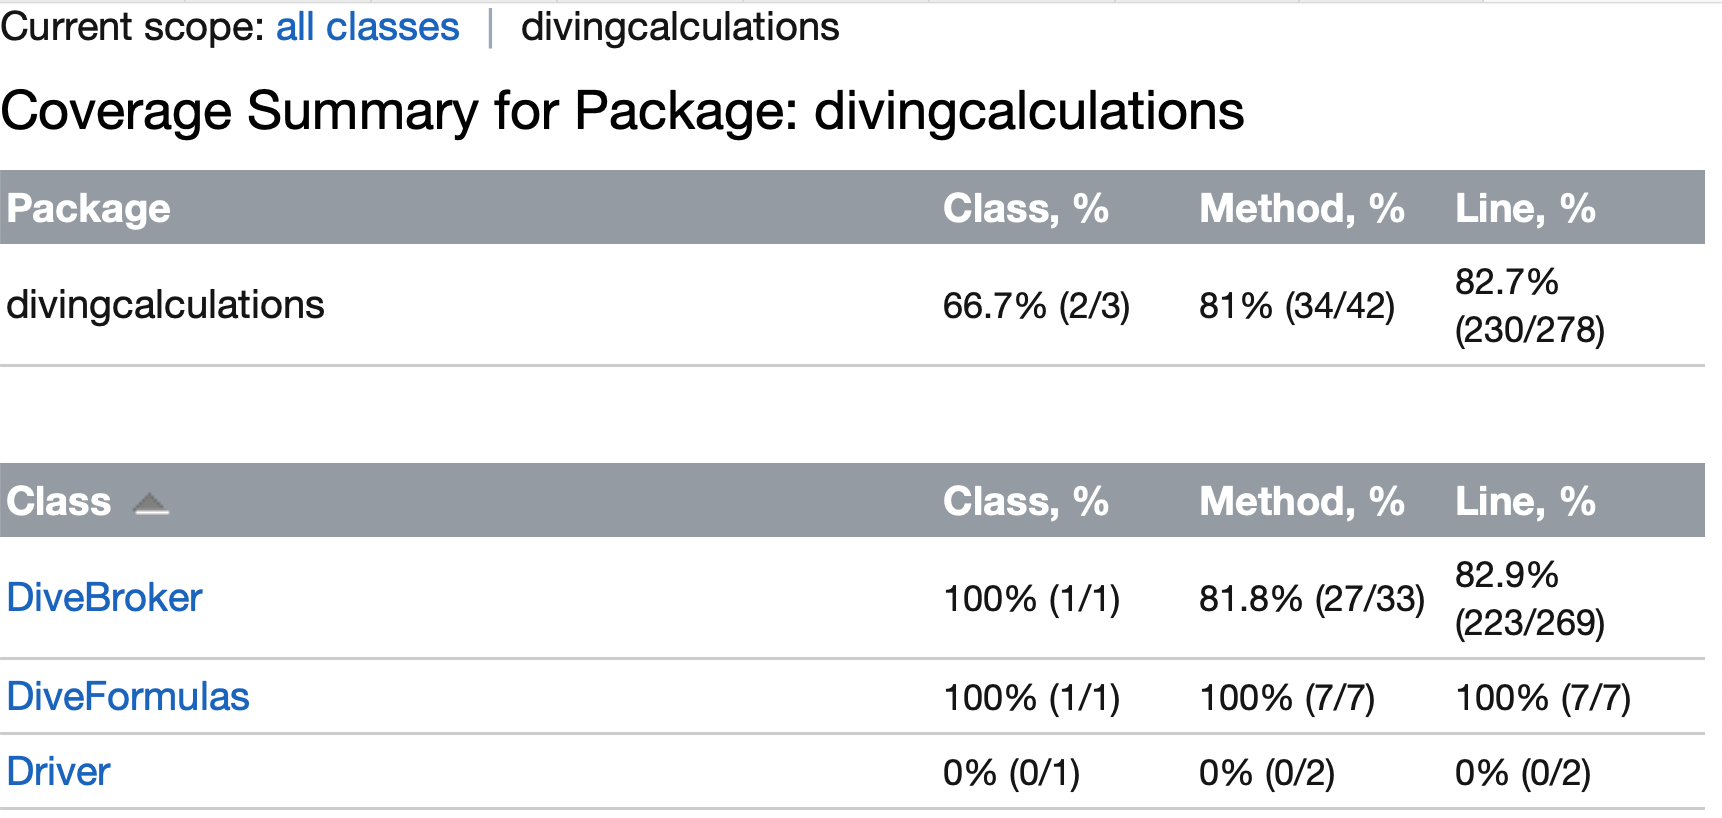 Current scope: all classes | divingcalculations
Coverage Summary for Package: divingcalculations
Package Class, % Method, % Line, %
divingcalculations 66.7% (2/3) 81% (34/42) 82.7% (230/278)
Class Class, % Method, % Line, %
DiveBroker 100% (1/1) 81.8% (27/33) 82.9% (223/269)
DiveFormulas 100% (1/1) 100% (7/7) 100% (7/7)
Driver 0% (0/1) 0% (0/2) 0% (0/2)